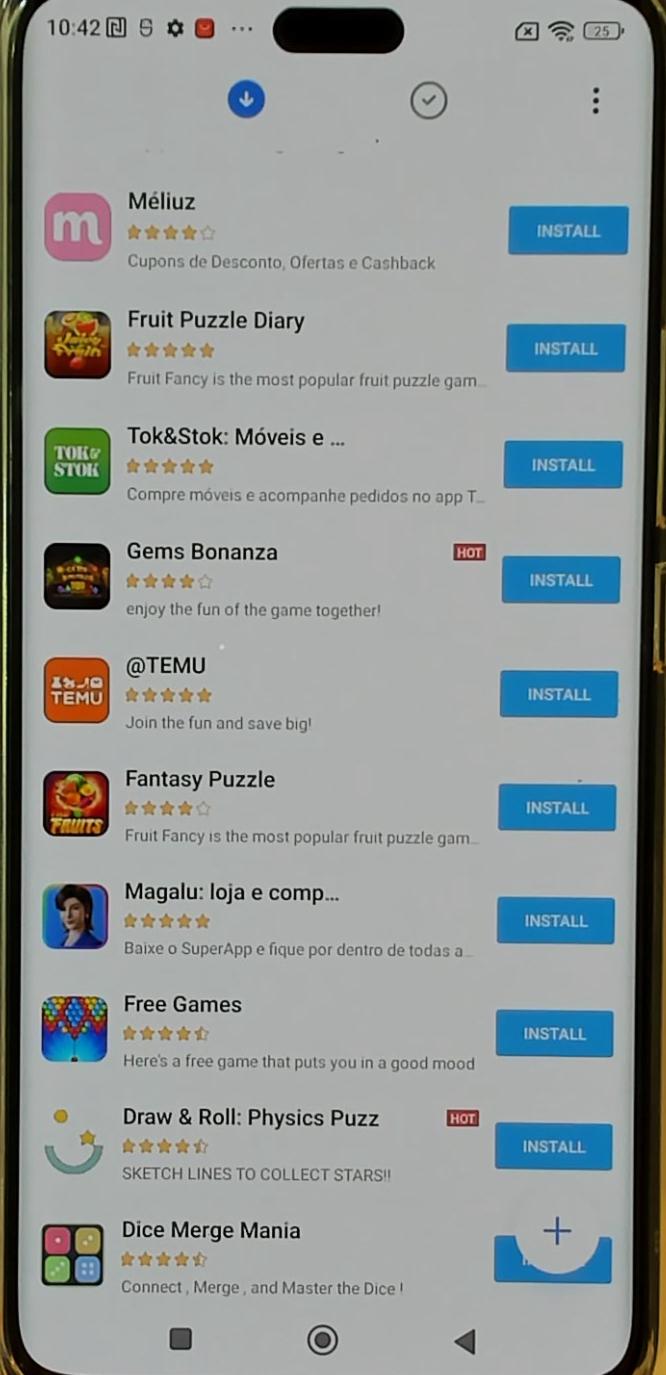 10:42
25
m
Méliuz
INSTALL
Cupons de Desconto, Ofertas e Cashback
Fruit Puzzle Diary
INSTALL
Fruit Fancy is the most popular fruit puzzle gam...
TOK&
STOK
Tok&Stok: Móveis e ...
INSTALL
Compre móveis e acompanhe pedidos no app T...
Gems Bonanza
HOT
INSTALL
enjoy the fun of the game together!
TEMU
@TEMU
INSTALL
Join the fun and save big!
FRUITS
Fantasy Puzzle
INSTALL
Fruit Fancy is the most popular fruit puzzle gam...
Magalu: loja e comp...
INSTALL
Baixe o SuperApp e fique por dentro de todas a...
Free Games
INSTALL
Here's a free game that puts you in a good mood
Draw & Roll: Physics Puzz
HOT
INSTALL
SKETCH LINES TO COLLECT STARS!!
Dice Merge Mania
Connect , Merge , and Master the Dice !